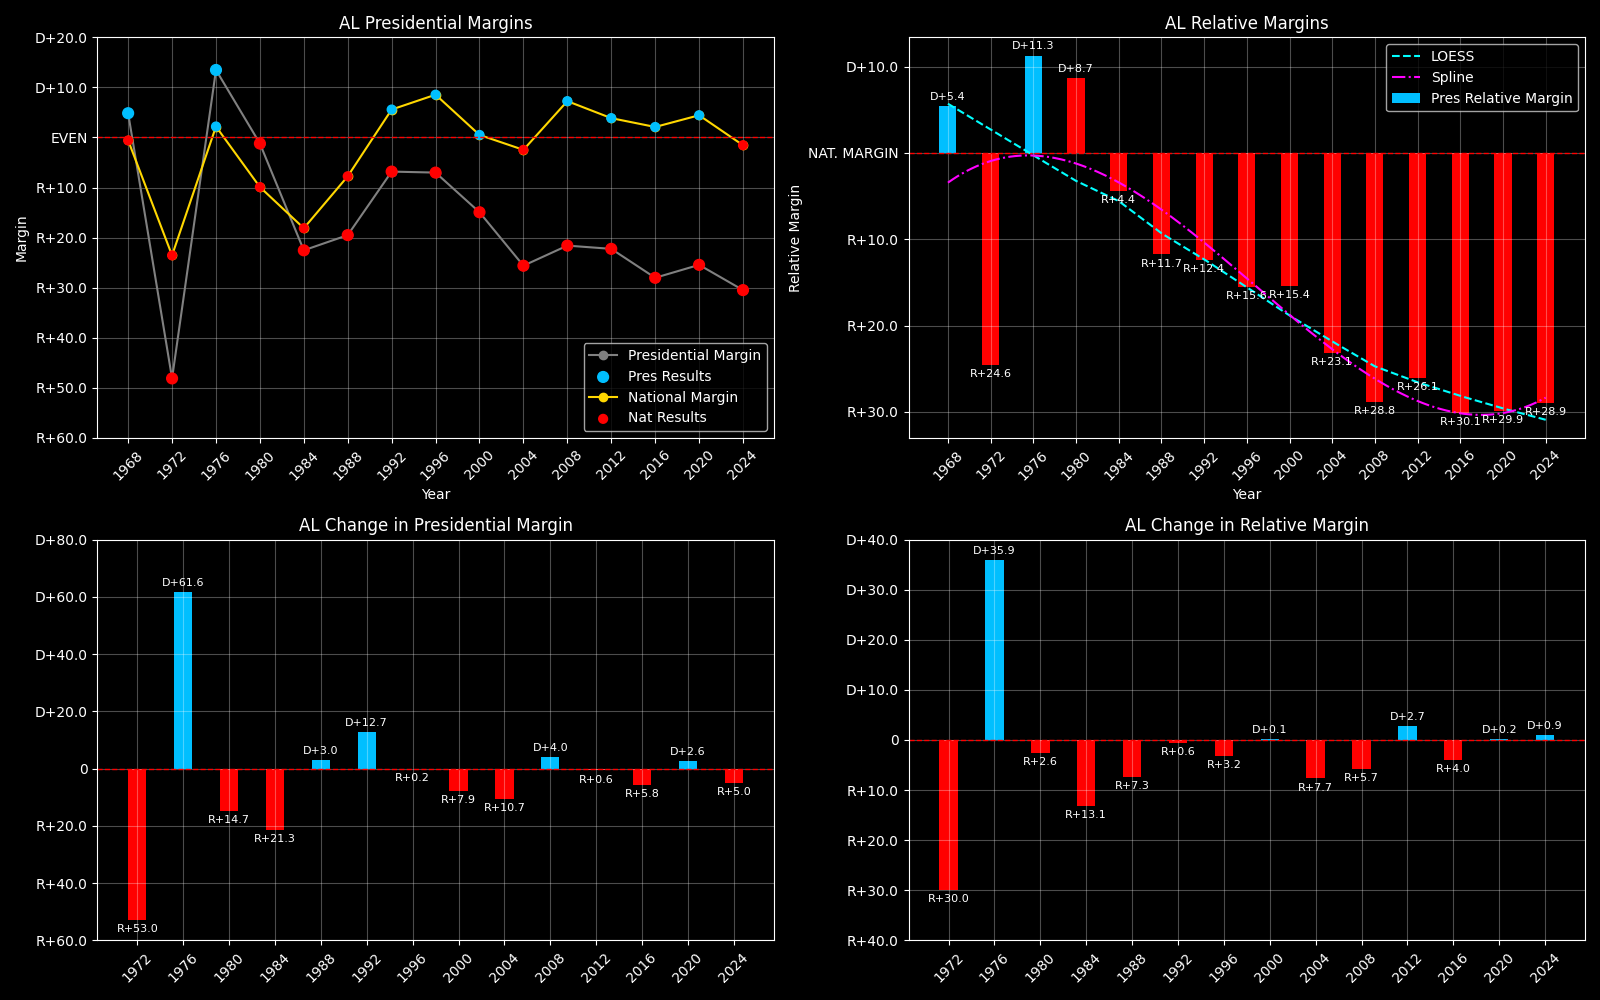 AL Presidential Margins
D+20.0
D+10.0
EVEN
R+10.0
R+20.0
R+30.0
R+40.0
R+50.0
R+60.0
Margin
Presidential Margin
Pres Results
National Margin
Nat Results
1968 1972 1976 1980 1984 1988 1992 1996 2000 2004 2008 2012 2016 2020 2024
Year
AL Relative Margins
D+10.0
NAT. MARGIN
R+10.0
R+20.0
R+30.0
Relative Margin
LOESS
Spline
Pres Relative Margin
D+5.4
R+24.6
D+11.3
D+8.7
R+4.4
R+11.7
R+12.4
R+15.6
R+15.4
R+23.1
R+28.8
R+26.1
R+30.1
R+29.9
R+28.9
1968 1972 1976 1980 1984 1988 1992 1996 2000 2004 2008 2012 2016 2020 2024
Year
AL Change in Presidential Margin
D+80.0
D+60.0
D+40.0
D+20.0
0
R+20.0
R+40.0
R+60.0
R+53.0
D+61.6
R+14.7
R+21.3
D+3.0
D+12.7
R+0.2
R+7.9
R+10.7
D+4.0
R+0.6
R+5.8
D+2.6
R+5.0
1972 1976 1980 1984 1988 1992 1996 2000 2004 2008 2012 2016 2020 2024
AL Change in Relative Margin
D+40.0
D+30.0
D+20.0
D+10.0
0
R+10.0
R+20.0
R+30.0
R+40.0
R+30.0
D+35.9
R+2.6
R+13.1
R+7.3
R+0.6
R+3.2
D+0.1
R+7.7
R+5.7
D+2.7
R+4.0
D+0.2
D+0.9
1972 1976 1980 1984 1988 1992 1996 2000 2004 2008 2012 2016 2020 2024